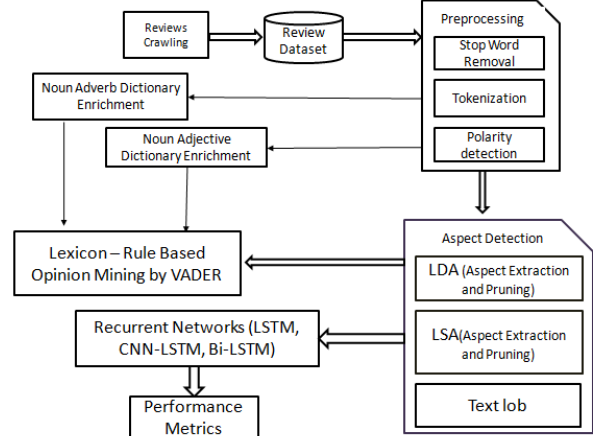 Reviews
Crawling
Review
Dataset
Preprocessing
Stop Word
Removal
Tokenization
Polarity
detection
Noun Adverb Dictionary
Enrichment
Noun Adjective
Dictionary Enrichment
Lexicon – Rule Based
Opinion Mining by VADER
Aspect Detection
LDA (Aspect Extraction
and Pruning)
LSA(Aspect Extraction
and Pruning)
Text lob
Recurrent Networks (LSTM,
CNN-LSTM, Bi-LSTM)
Performance
Metrics